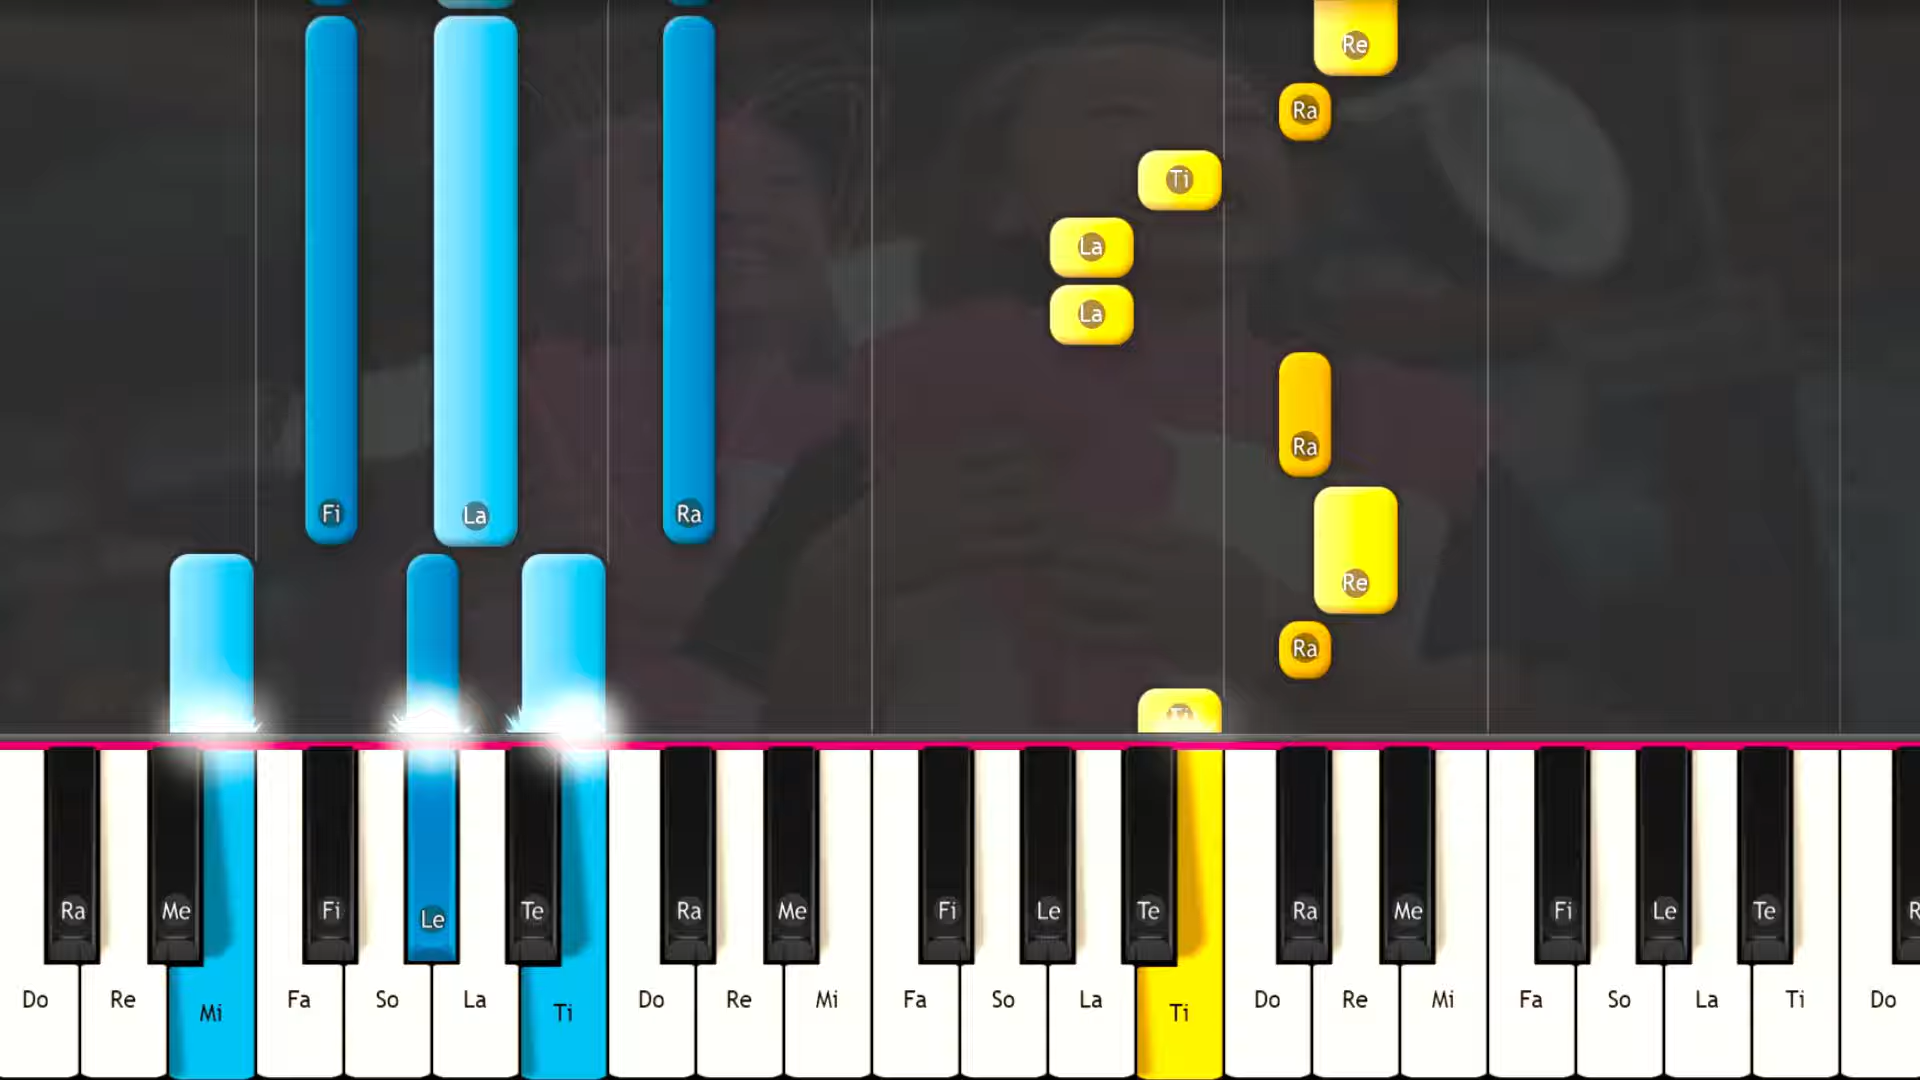 Re
Ra
Ti
La
La
Ra
Fi La Ra
Re
Ra
Ti
Ra Me Fi Le Te Ra Me Fi Le Te Ra Me Fi Le Te R
Do Re Mi Fa So La Ti Do Re Mi Fa So La Ti Do Re Mi Fa So La Ti Do